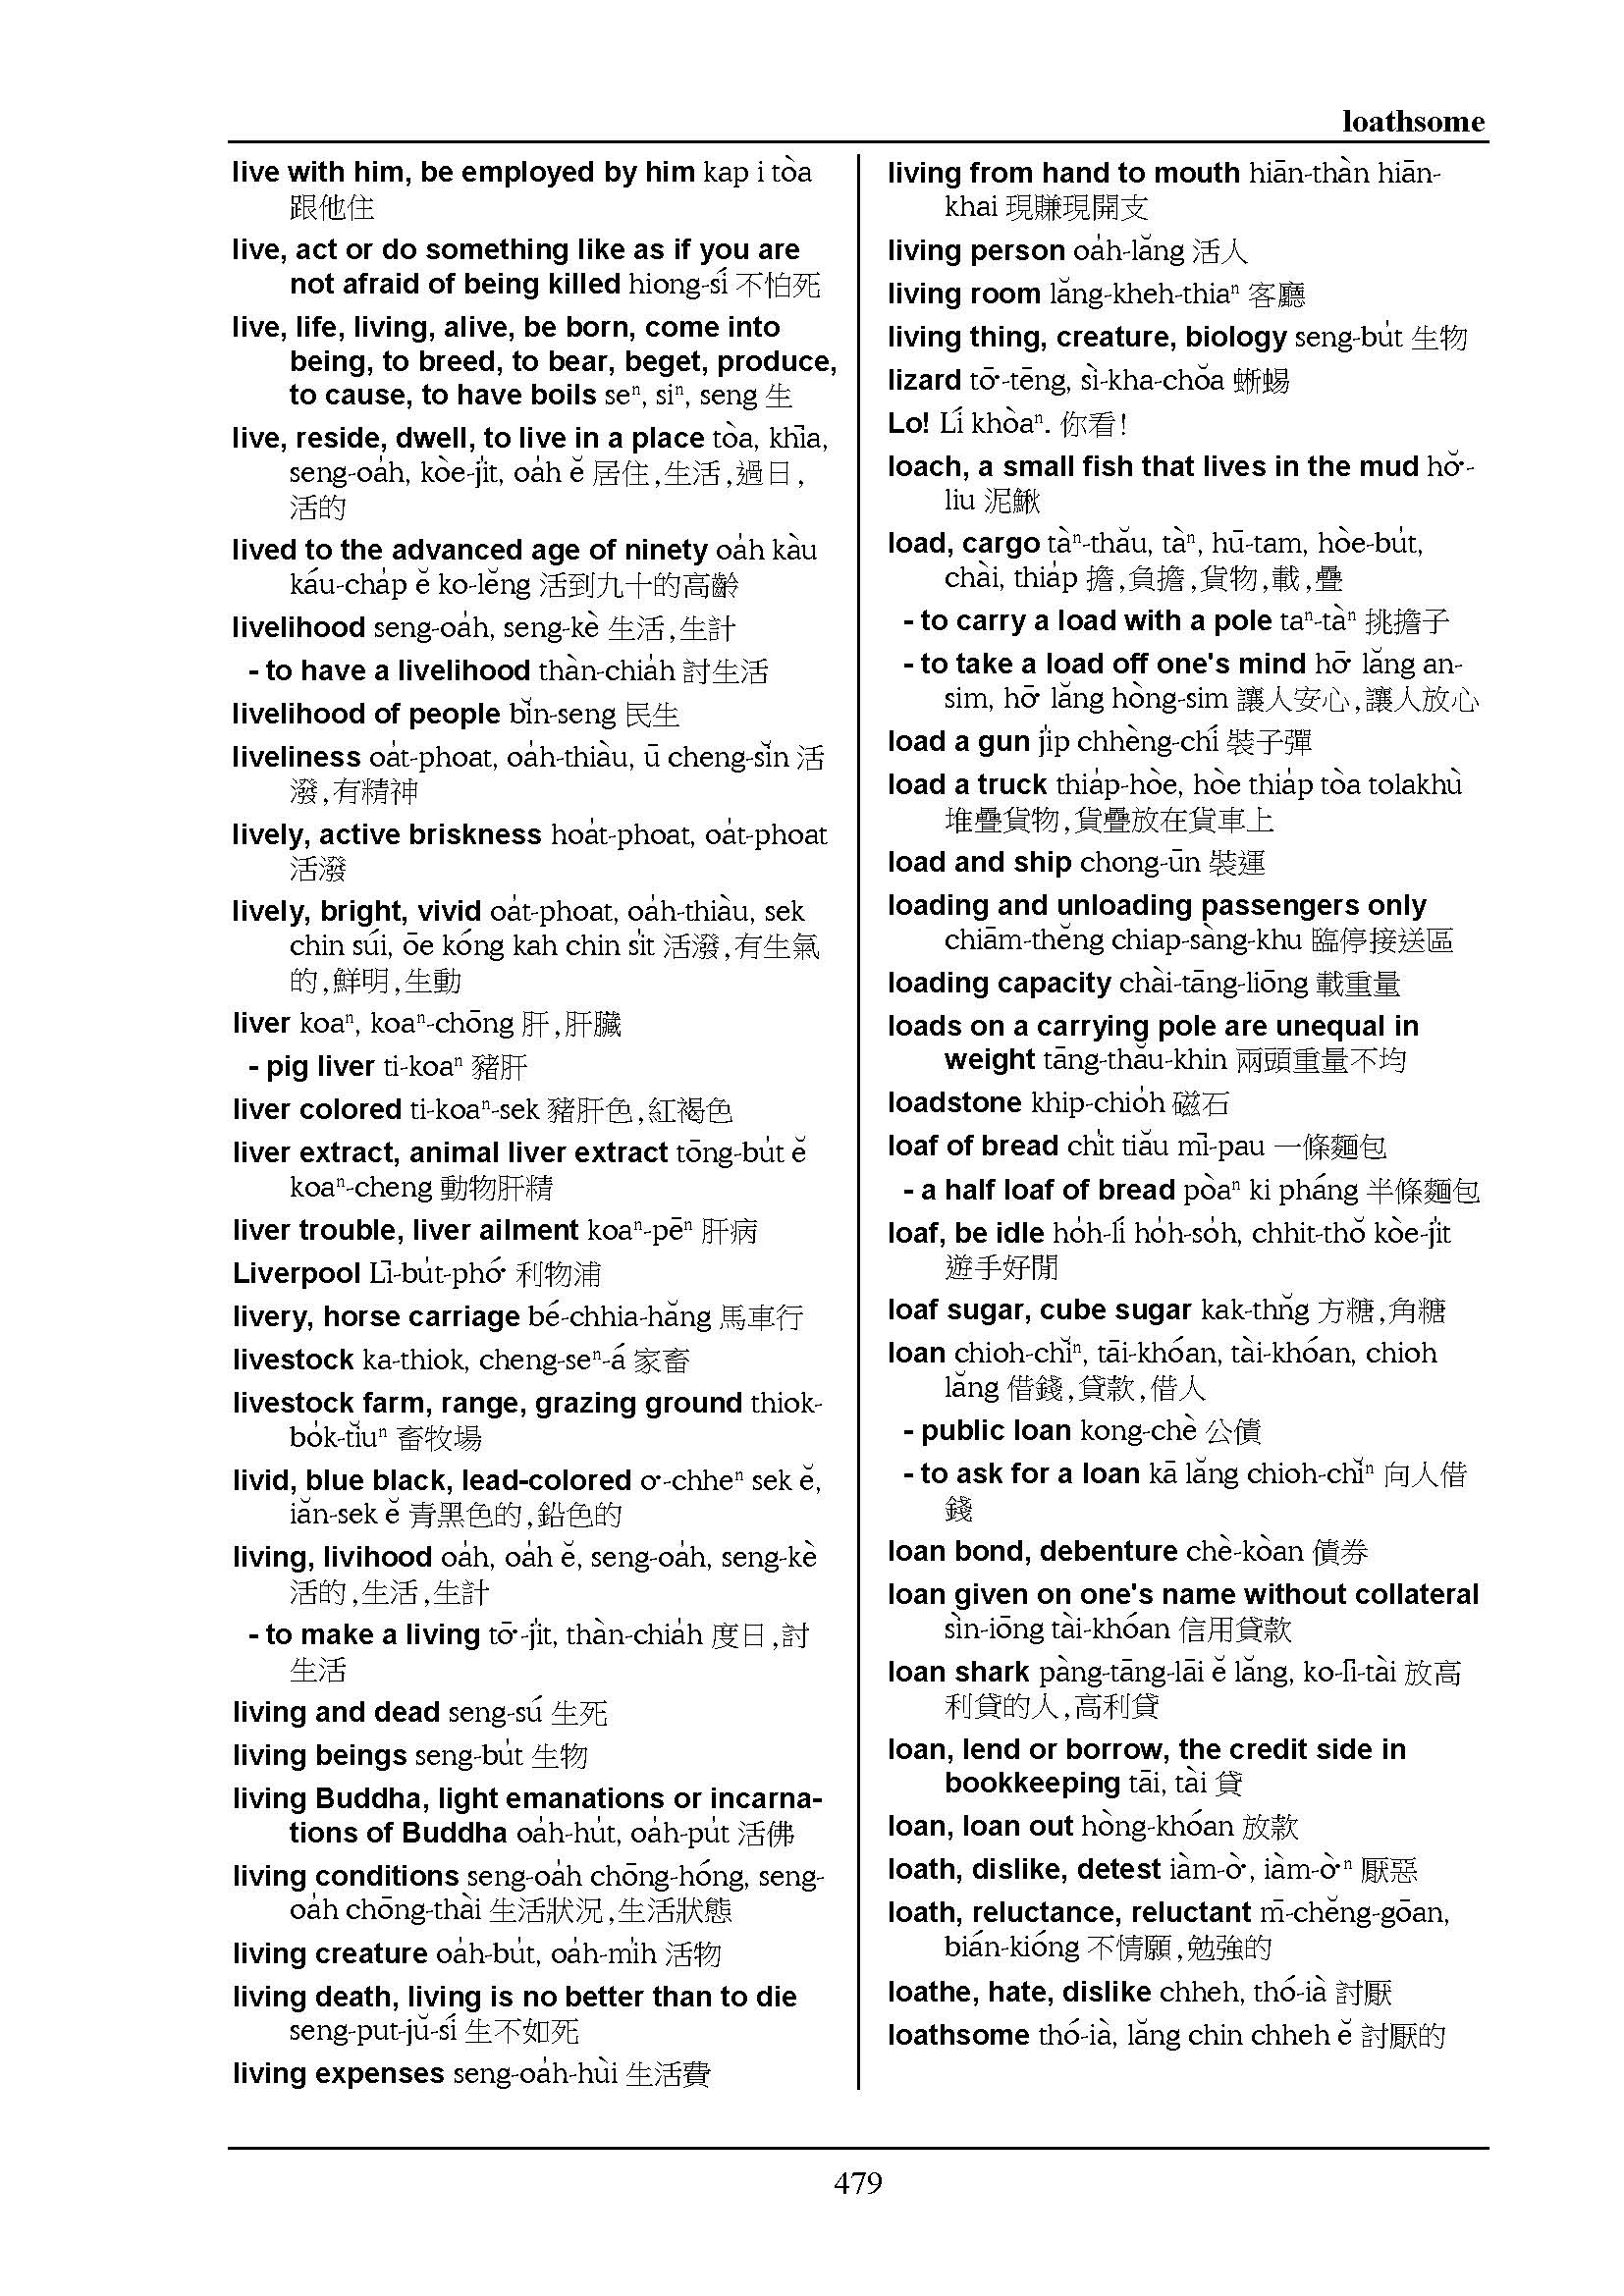 loathsome
live with him, be employed by him kap i tòa
跟他住
live, act or do something like as if you are
not afraid of being killed hiong-sí 不怕死
live, life, living, alive, be born, come into
being, to breed, to bear, beget, produce,
to cause, to have boils seⁿ, siⁿ, seng 生
live, reside, dwell, to live in a place tòa, khīa,
seng-oa̍h, kòe-ji̍t, oa̍h ĕ 居住,生活,過日,
活的
lived to the advanced age of ninety oa̍h kàu
káu-cha̍p ĕ ko-lĕng 活到九十的高齡
livelihood seng-oa̍h, seng-kè 生活,生計
- to have a livelihood thàn-chia̍h 討生活
livelihood of people bĭn-seng 民生
liveliness oa̍t-phoat, oa̍h-thiàu, ū cheng-sĭn 活
潑,有精神
lively, active briskness hoa̍t-phoat, oa̍t-phoat
活潑
lively, bright, vivid oa̍t-phoat, oa̍h-thiàu, sek
chin súi, ōe kóng kah chin si̍t 活潑,有生氣
的,鮮明,生動
liver koaⁿ, koaⁿ-chōng 肝,肝臟
- pig liver ti-koaⁿ 豬肝
liver colored ti-koaⁿ-sek 豬肝色,紅褐色
liver extract, animal liver extract tōng-bu̍t ĕ
koaⁿ-cheng 動物肝精
liver trouble, liver ailment koaⁿ-pēⁿ 肝病
Liverpool Lī-bu̍t-phó͘ 利物浦
livery, horse carriage bé-chhia-hăng 馬車行
livestock ka-thiok, cheng-seⁿ-á 家畜
livestock farm, range, grazing ground thiok-
bo̍k-tĭuⁿ 畜牧場
livid, blue black, lead-colored o͘-chheⁿ sek ĕ,
iăn-sek ĕ 青黑色的,鉛色的
living, livihood oa̍h, oa̍h ĕ, seng-oa̍h, seng-kè
活的,生活,生計
- to make a living tō͘-ji̍t, thàn-chia̍h 度日,討
生活
living and dead seng-sú 生死
living beings seng-bu̍t 生物
living Buddha, light emanations or incarna-
tions of Buddha oa̍h-hu̍t, oa̍h-pu̍t 活佛
living conditions seng-oa̍h chōng-hóng, seng-
oa̍h chōng-thài 生活狀況,生活狀態
living creature oa̍h-bu̍t, oa̍h-mi̍h 活物
living death, living is no better than to die
seng-put-jŭ-sí 生不如死
living expenses seng-oa̍h-hùi 生活費
living from hand to mouth hiān-thàn hiān-
khai 現賺現開支
living person oa̍h-lăng 活人
living room lăng-kheh-thiaⁿ 客廳
living thing, creature, biology seng-bu̍t 生物
lizard tō͘-tēng, sì-kha-chŏa 蜥蜴
Lo! Lí khòaⁿ. 你看!
loach, a small fish that lives in the mud hŏ͘-
liu 泥鰍
load, cargo tàⁿ-thău, tàⁿ, hū-tam, hòe-bu̍t,
chài, thia̍p 擔,負擔,貨物,載,疊
- to carry a load with a pole taⁿ-tàⁿ 挑擔子
- to take a load off one's mind hō͘ lăng an-
sim, hō͘ lăng hòng-sim 讓人安心,讓人放心
load a gun ji̍p chhèng-chí 裝子彈
load a truck thia̍p-hòe, hòe thia̍p tòa tolakhù
堆疊貨物,貨疊放在貨車上
load and ship chong-ūn 裝運
loading and unloading passengers only
chiām-thĕng chiap-sàng-khu 臨停接送區
loading capacity chài-tāng-liōng 載重量
loads on a carrying pole are unequal in
weight tāng-thău-khin 兩頭重量不均
loadstone khip-chio̍h 磁石
loaf of bread chi̍t tiău mī-pau 一條麵包
- a half loaf of bread pòaⁿ ki pháng 半條麵包
loaf, be idle ho̍h-lí ho̍h-so̍h, chhit-thŏ kòe-ji̍t
遊手好閒
loaf sugar, cube sugar kak-thn̆g 方糖,角糖
loan chioh-chĭⁿ, tāi-khóan, tài-khóan, chioh
lăng 借錢,貸款,借人
- public loan kong-chè 公債
- to ask for a loan kā lăng chioh-chĭⁿ 向人借
錢
loan bond, debenture chè-kòan 債券
loan given on one's name without collateral
sìn-iōng tài-khóan 信用貸款
loan shark pàng-tāng-lāi ĕ lăng, ko-lī-tài 放高
利貸的人,高利貸
loan, lend or borrow, the credit side in
bookkeeping tāi, tài 貸
loan, loan out hòng-khóan 放款
loath, dislike, detest iàm-ò͘, iàm-ò͘ⁿ 厭惡
loath, reluctance, reluctant m̄-chĕng-gōan,
bián-kióng 不情願,勉強的
loathe, hate, dislike chheh, thó-ià 討厭
loathsome thó-ià, lăng chin chheh ĕ 討厭的
479